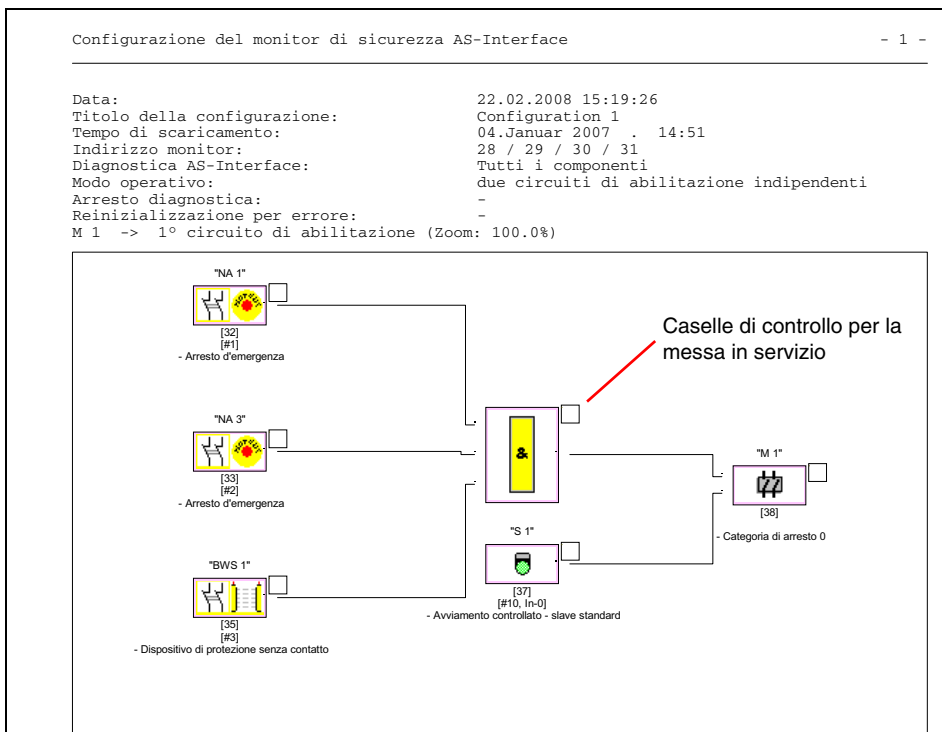 Configurazione del monitor di sicurezza AS-Interface - 1 -
Data: 22.02.2008 15:19:26
Titolo della configurazione: Configuration 1
Tempo di scaricamento: 04.Januar 2007 . 14:51
Indirizzo monitor: 28 / 29 / 30 / 31
Diagnostica AS-Interface: Tutti i componenti
Modo operativo: due circuiti di abilitazione indipendenti
Arresto diagnostica: -
Reinizializzazione per errore: -
M 1 -> 1º circuito di abilitazione (Zoom: 100.0%)
"NA 1"
[32]
[#1]
- Arresto d'emergenza
Caselle di controllo per la
messa in servizio
"NA 3"
[33]
[#2]
- Arresto d'emergenza
&
"M 1"
[38]
- Categoria di arresto 0
"S 1"
[37]
[#10, In-0]
- Avviamento controllato - slave standard
"BWS 1"
[35]
[#3]
- Dispositivo di protezione senza contatto